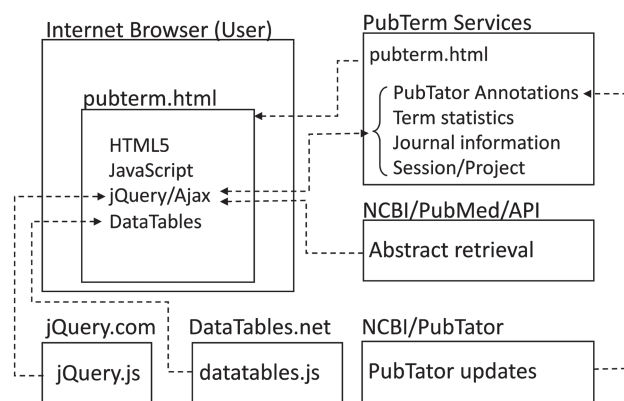 Internet Browser (User)
pubterm.html
HTML5
JavaScript
jQuery/Ajax
DataTables
PubTerm Services
pubterm.html
PubTator Annotations
Term statistics
Journal information
Session/Project
NCBI/PubMed/API
Abstract retrieval
jQuery.com
jQuery.js
DataTables.net
datatables.js
NCBI/PubTator
PubTator updates